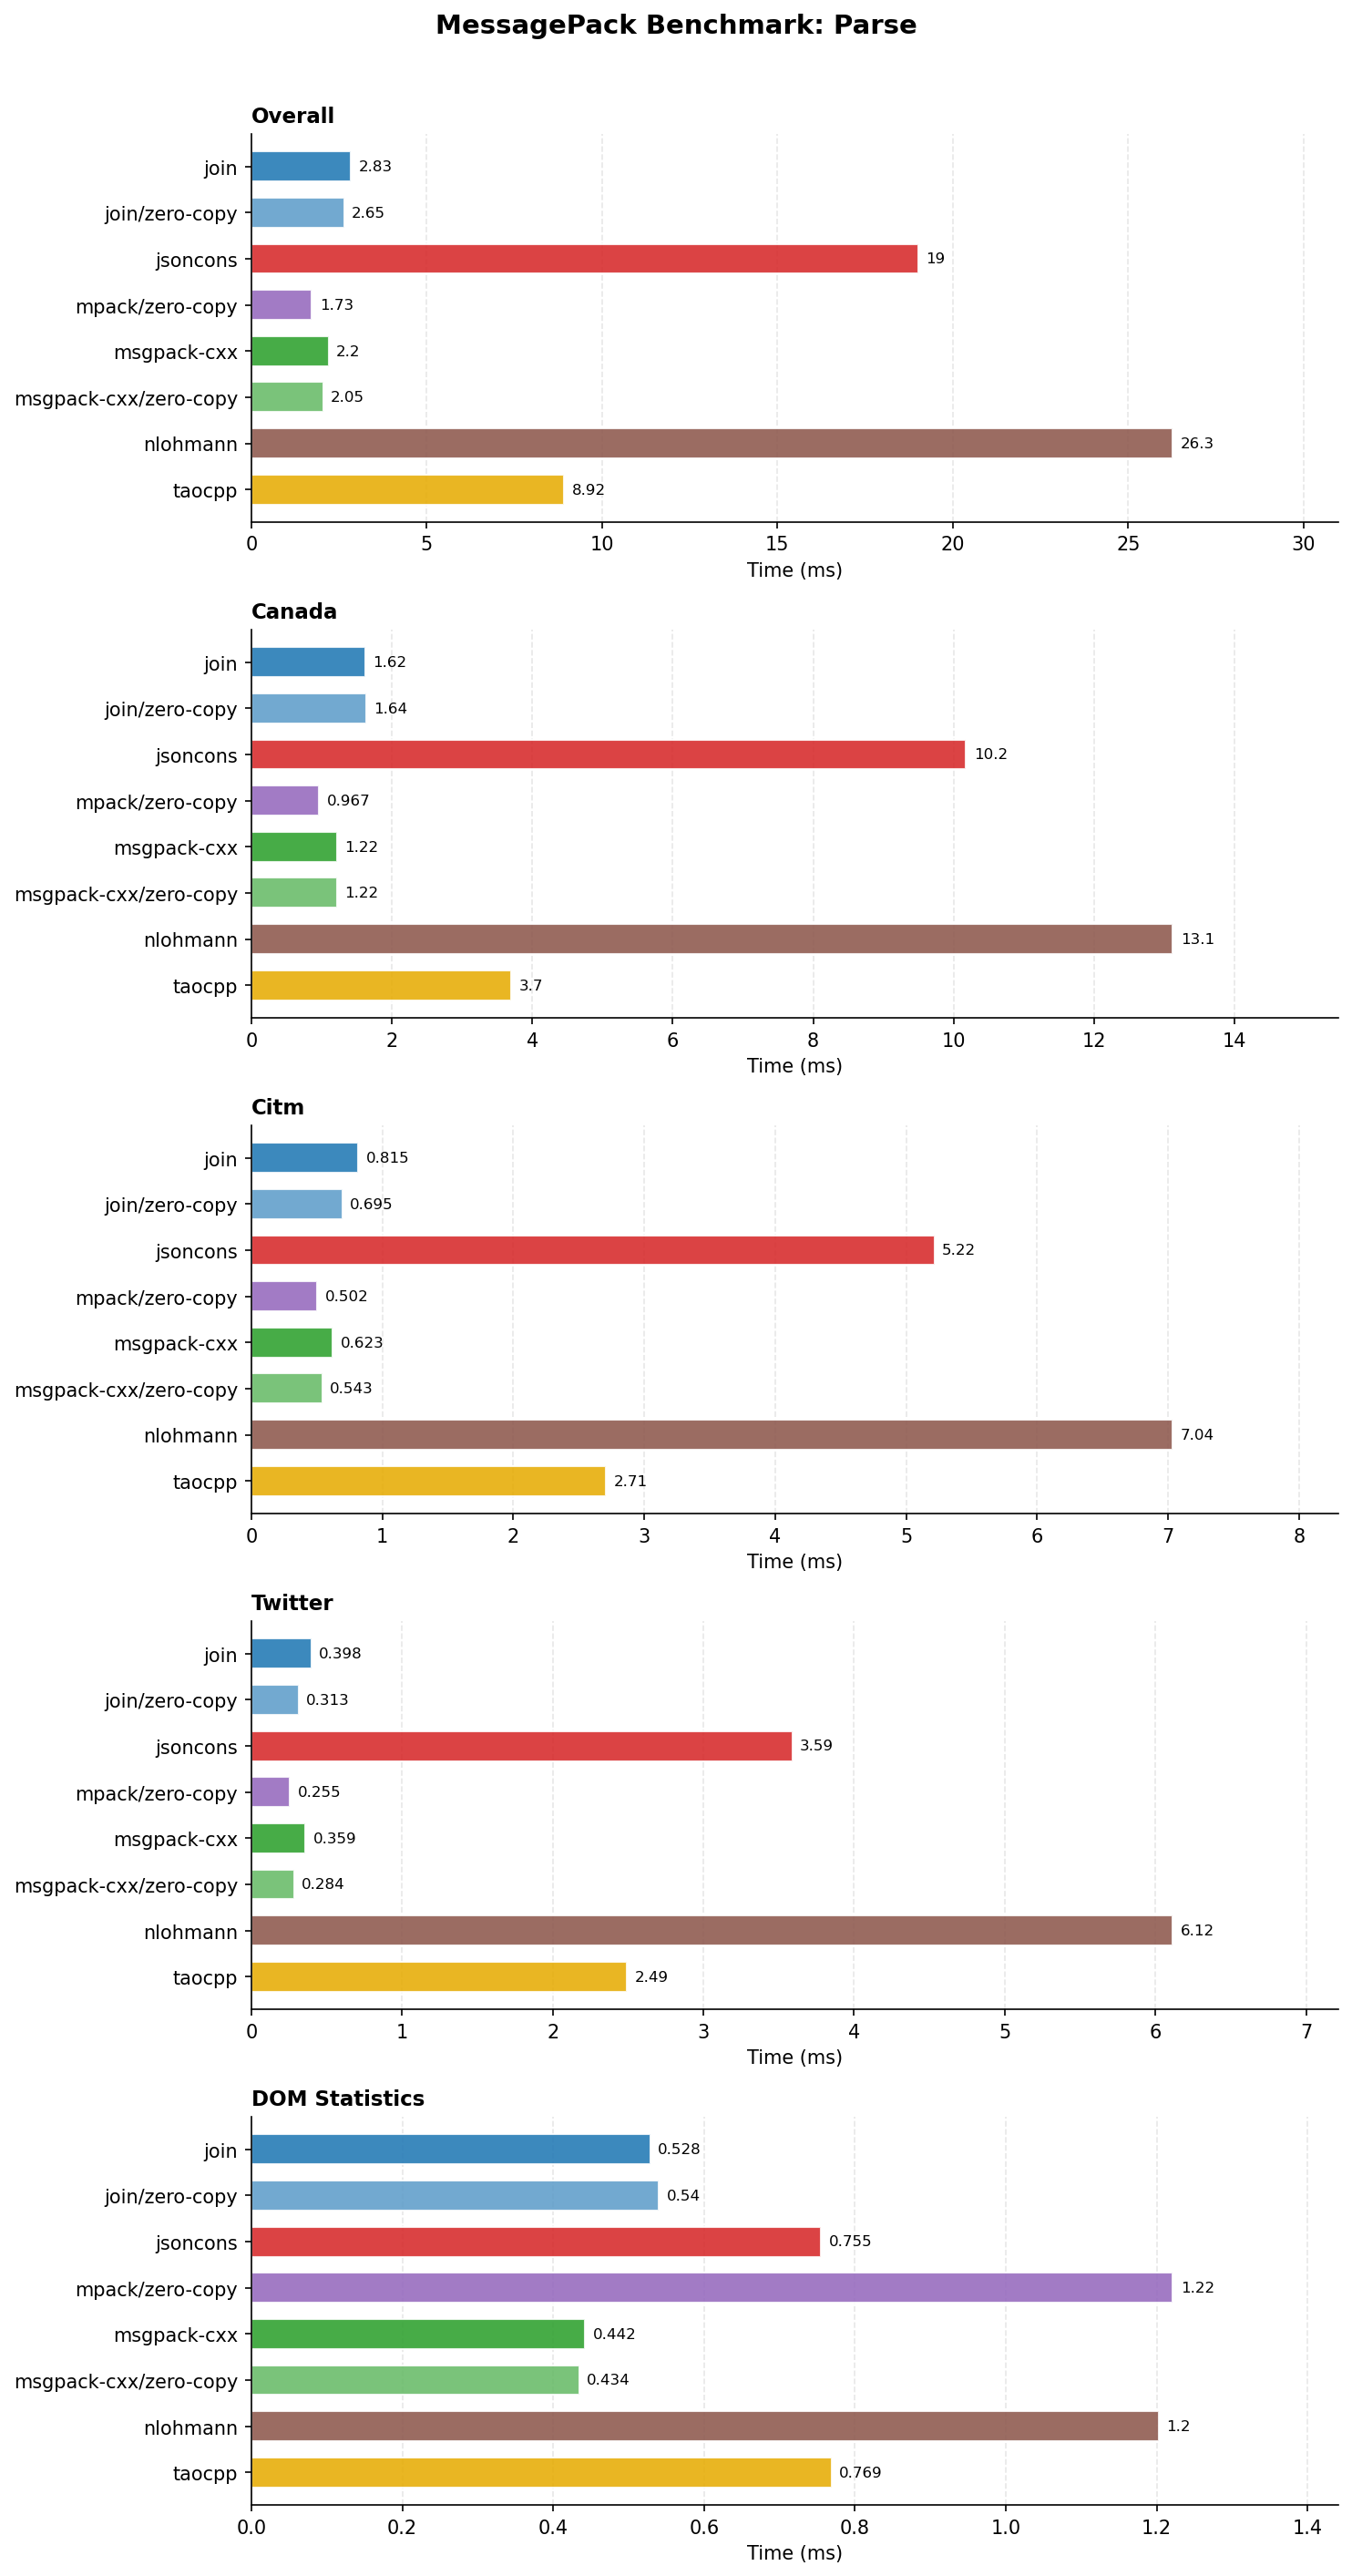 MessagePack Benchmark: Parse
Overall
join 2.83
join/zero-copy 2.65
jsoncons 19
mpack/zero-copy 1.73
msgpack-cxx 2.2
msgpack-cxx/zero-copy 2.05
nlohmann 26.3
taocpp 8.92
0 5 10 15 20 25 30
Time (ms)
Canada
join 1.62
join/zero-copy 1.64
jsoncons 10.2
mpack/zero-copy 0.967
msgpack-cxx 1.22
msgpack-cxx/zero-copy 1.22
nlohmann 13.1
taocpp 3.7
0 2 4 6 8 10 12 14
Time (ms)
Citm
join 0.815
join/zero-copy 0.695
jsoncons 5.22
mpack/zero-copy 0.502
msgpack-cxx 0.623
msgpack-cxx/zero-copy 0.543
nlohmann 7.04
taocpp 2.71
0 1 2 3 4 5 6 7 8
Time (ms)
Twitter
join 0.398
join/zero-copy 0.313
jsoncons 3.59
mpack/zero-copy 0.255
msgpack-cxx 0.359
msgpack-cxx/zero-copy 0.284
nlohmann 6.12
taocpp 2.49
0 1 2 3 4 5 6 7
Time (ms)
DOM Statistics
join 0.528
join/zero-copy 0.54
jsoncons 0.755
mpack/zero-copy 1.22
msgpack-cxx 0.442
msgpack-cxx/zero-copy 0.434
nlohmann 1.2
taocpp 0.769
0.0 0.2 0.4 0.6 0.8 1.0 1.2 1.4
Time (ms)